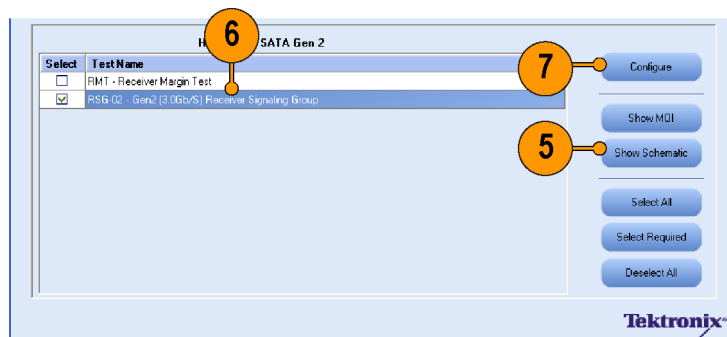 H
SATA Gen 2
6
Select Test Name
RMT - Receiver Margin Test
RSG-02 - Gen2 (3.0Gb/S) Receiver Signaling Group
7
Configure
Show MOI
5
Show Schematic
Select All
Select Required
Deselect All
Tektronix